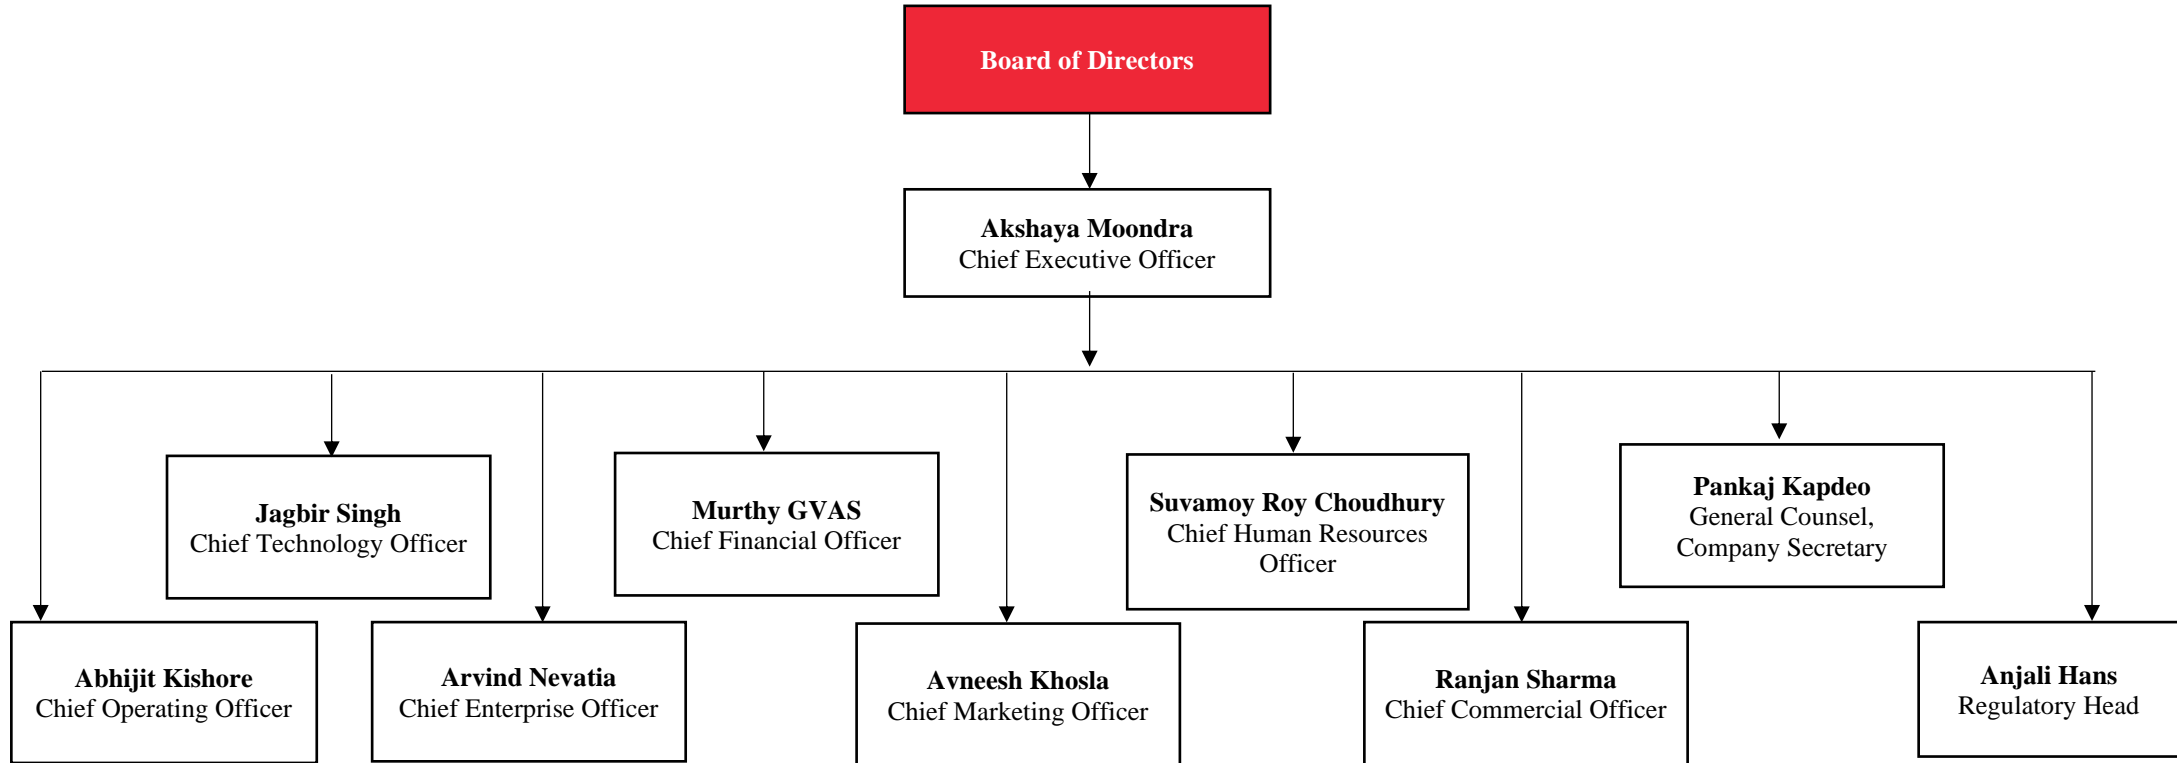 Board of Directors
Akshaya Moondra
Chief Executive Officer
Jagbir Singh
Chief Technology Officer
Murthy GVAS
Chief Financial Officer
Suvamoy Roy Choudhury
Chief Human Resources
Officer
Pankaj Kapdeo
General Counsel,
Company Secretary
Abhijit Kishore
Chief Operating Officer
Arvind Nevatia
Chief Enterprise Officer
Avneesh Khosla
Chief Marketing Officer
Ranjan Sharma
Chief Commercial Officer
Anjali Hans
Regulatory Head